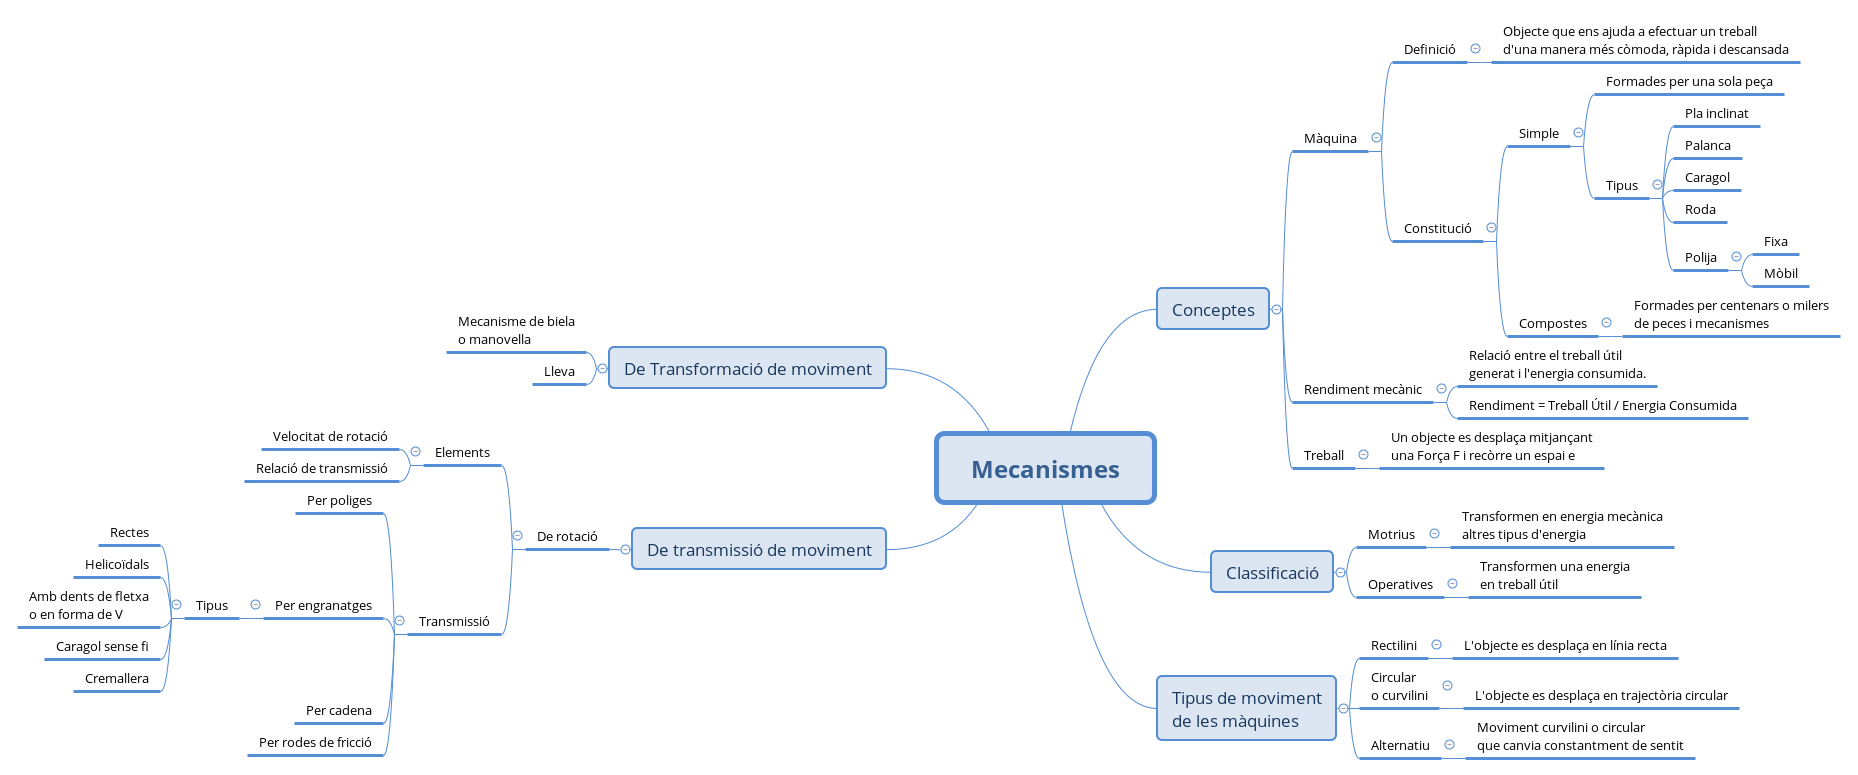 Mecanismes
Conceptes
Màquina
Definició
Objecte que ens ajuda a efectuar un treball
d'una manera més còmoda, ràpida i descansada
Constitució
Simple
Formades per una sola peça
Tipus
Pla inclinat
Palanca
Caragol
Roda
Polija
Fixa
Mòbil
Compostes
Formades per centenars o milers
de peces i mecanismes
Rendiment mecànic
Relació entre el treball útil
generat i l'energia consumida.
Rendiment = Treball Útil / Energia Consumida
Treball
Un objecte es desplaça mitjançant
una Força F i recòrre un espai e
Classificació
Motrius
Transformen en energia mecànica
altres tipus d'energia
Operatives
Transformen una energia
en treball útil
Tipus de moviment
de les màquines
Rectilini
L'objecte es desplaça en línia recta
Circular
o curvilini
L'objecte es desplaça en trajectòria circular
Alternatiu
Moviment curvilini o circular
que canvia constantment de sentit
De Transformació de moviment
Mecanisme de biela
o manovella
Lleva
De transmissió de moviment
De rotació
Elements
Velocitat de rotació
Relació de transmissió
Transmissió
Per poliges
Per engranatges
Tipus
Rectes
Helicoïdals
Amb dents de fletxa
o en forma de V
Caragol sense fi
Cremallera
Per cadena
Per rodes de fricció